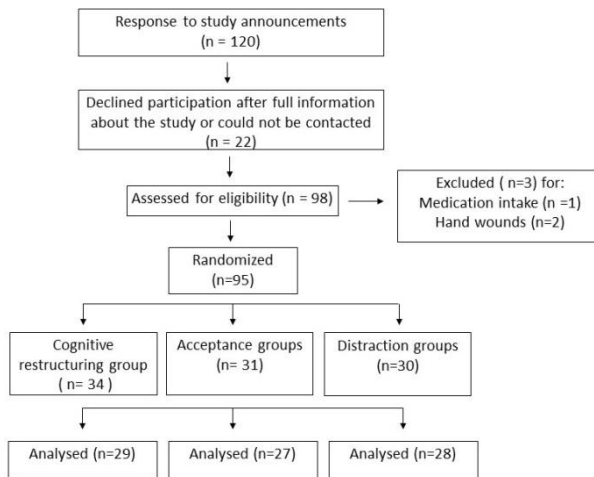 Response to study announcements
(n = 120)
Declined participation after full information
about the study or could not be contacted
(n = 22)
Assessed for eligibility (n = 98)
Excluded ( n=3) for:
Medication intake (n =1)
Hand wounds (n=2)
Randomized
(n=95)
Cognitive
restructuring group
( n= 34 )
Acceptance groups
(n= 31)
Distraction groups
(n=30)
Analysed (n=29)
Analysed (n=27)
Analysed (n=28)